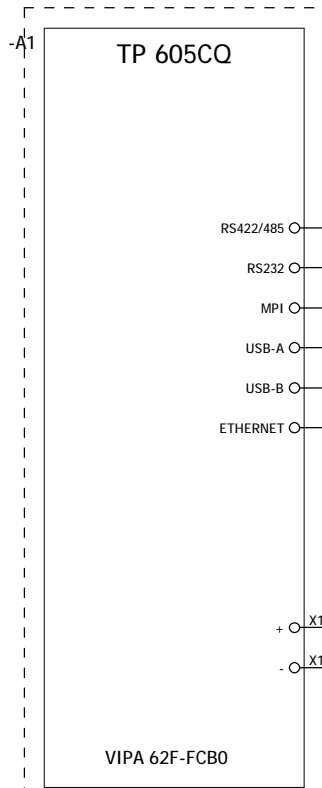 -A1
TP 605CQ
RS422/485
RS232
MPI
USB-A
USB-B
ETHERNET
+ X1
- X1
VIPA 62F-FCB0